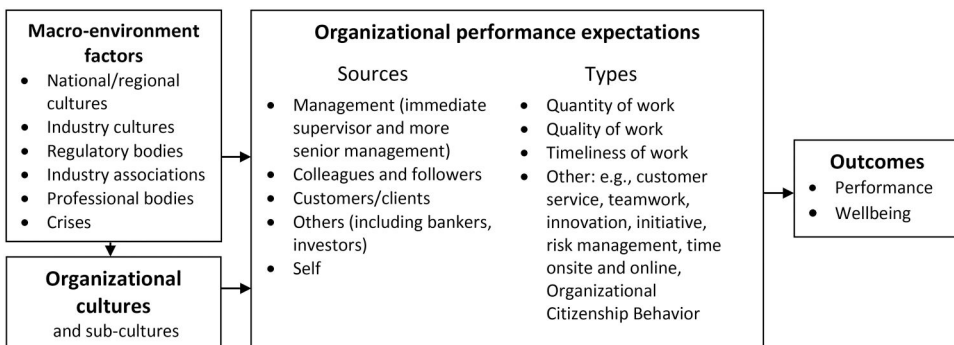 Macro-environment
factors
• National/regional
cultures
• Industry cultures
• Regulatory bodies
• Industry associations
• Professional bodies
• Crises
Organizational
cultures
and sub-cultures
Organizational performance expectations
Sources
• Management (immediate
supervisor and more
senior management)
• Colleagues and followers
• Customers/clients
• Others (including bankers,
investors)
• Self
Types
• Quantity of work
• Quality of work
• Timeliness of work
• Other: e.g., customer
service, teamwork,
innovation, initiative,
risk management, time
onsite and online,
Organizational
Citizenship Behavior
Outcomes
• Performance
• Wellbeing